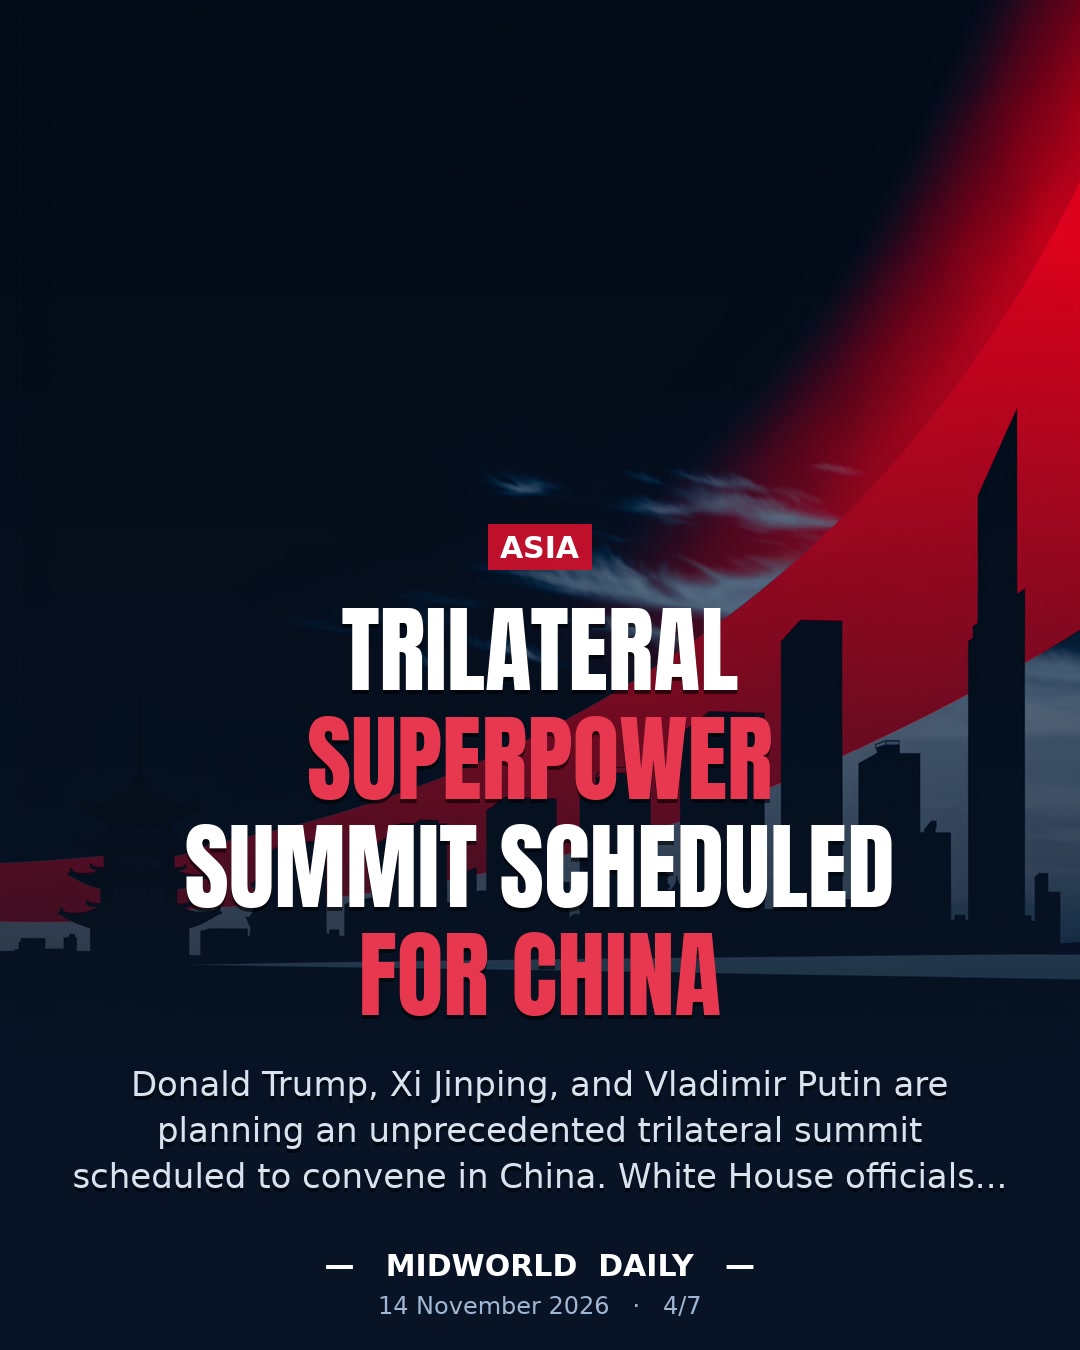 ASIA
TRILATERAL
SUPERPOWER
SUMMIT SCHEDULED
FOR CHINA
Donald Trump, Xi Jinping, and Vladimir Putin are
planning an unprecedented trilateral summit
scheduled to convene in China. White House officials...
— MIDWORLD DAILY —
14 November 2026 · 4/7